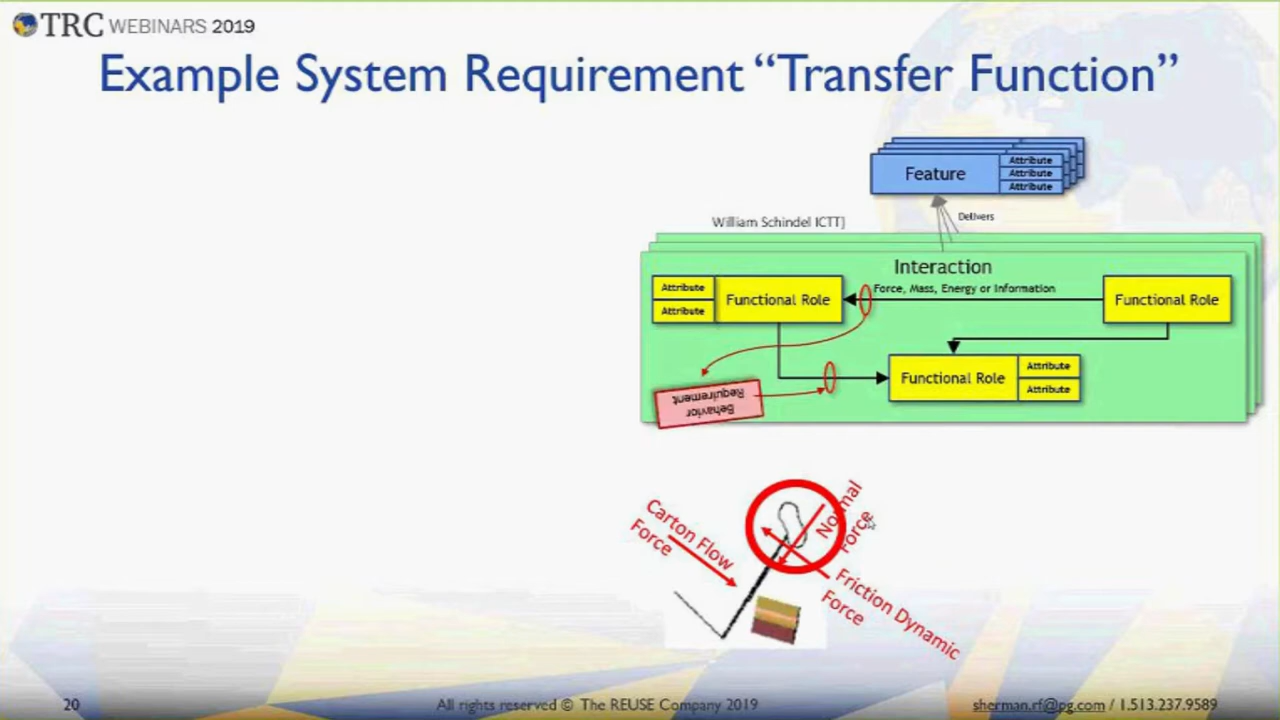 TRC WEBINARS 2019
Example System Requirement “Transfer Function”
Feature
Attribute
Attribute
Attribute
Delivers
William Schindel ICTT]
Interaction
Force, Mass, Energy or Information
Attribute
Attribute
Functional Role
Functional Role
Functional Role
Attribute
Attribute
Behavior
Requirement
Carton Flow
Force
Normal
Force
Friction Dynamic
Force
20
All rights reserved © The REUSE Company 2019
sherman.rf@pg.com / 1.513.237.9589